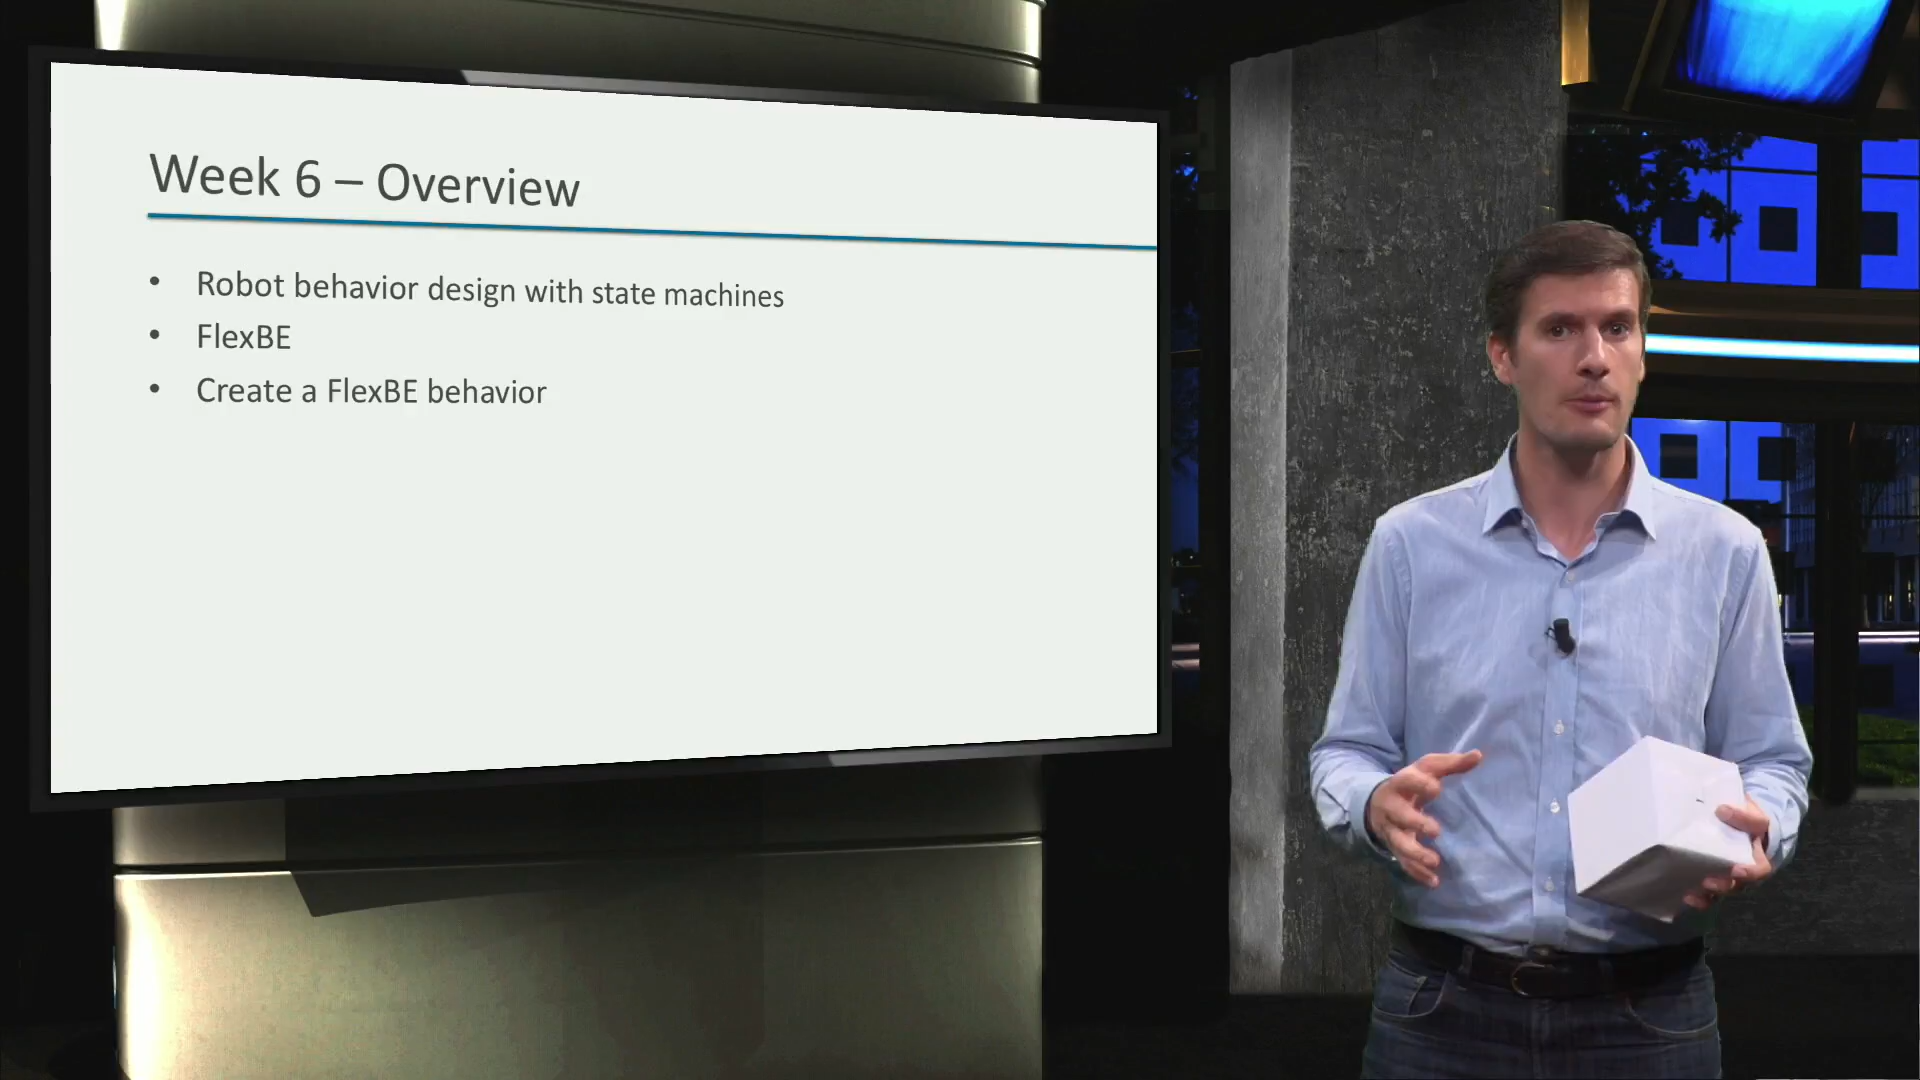 Week 6 – Overview
• Robot behavior design with state machines
• FlexBE
• Create a FlexBE behavior